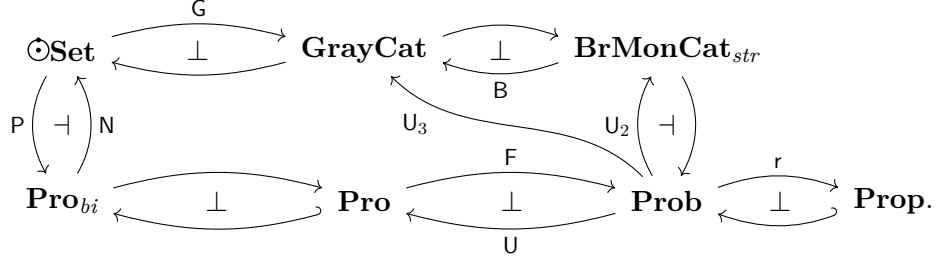 G
⊙Set ⊥ GrayCat ⊥ BrMonCat_str
B
P ⊣ N U_3 U_2 ⊣
F r
Pro_bi ⊥ Pro ⊥ Prob ⊥ Prop.
U